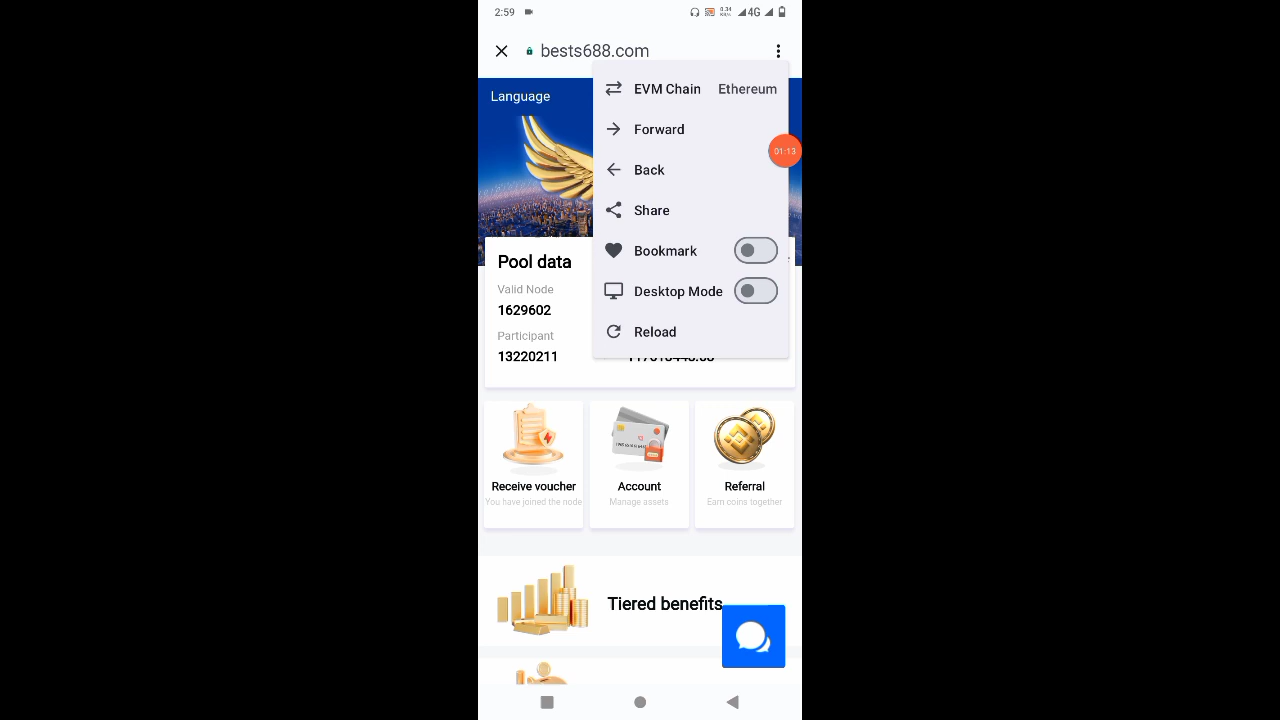 2:59
4G
bests688.com
Language
EVM Chain Ethereum
Forward
01:13
Back
Share
Bookmark
Desktop Mode
Reload
Pool data
Valid Node
1629602
Participant
13220211
Receive voucher
You have joined the node
Account
Manage assets
Referral
Earn coins together
Tiered benefits